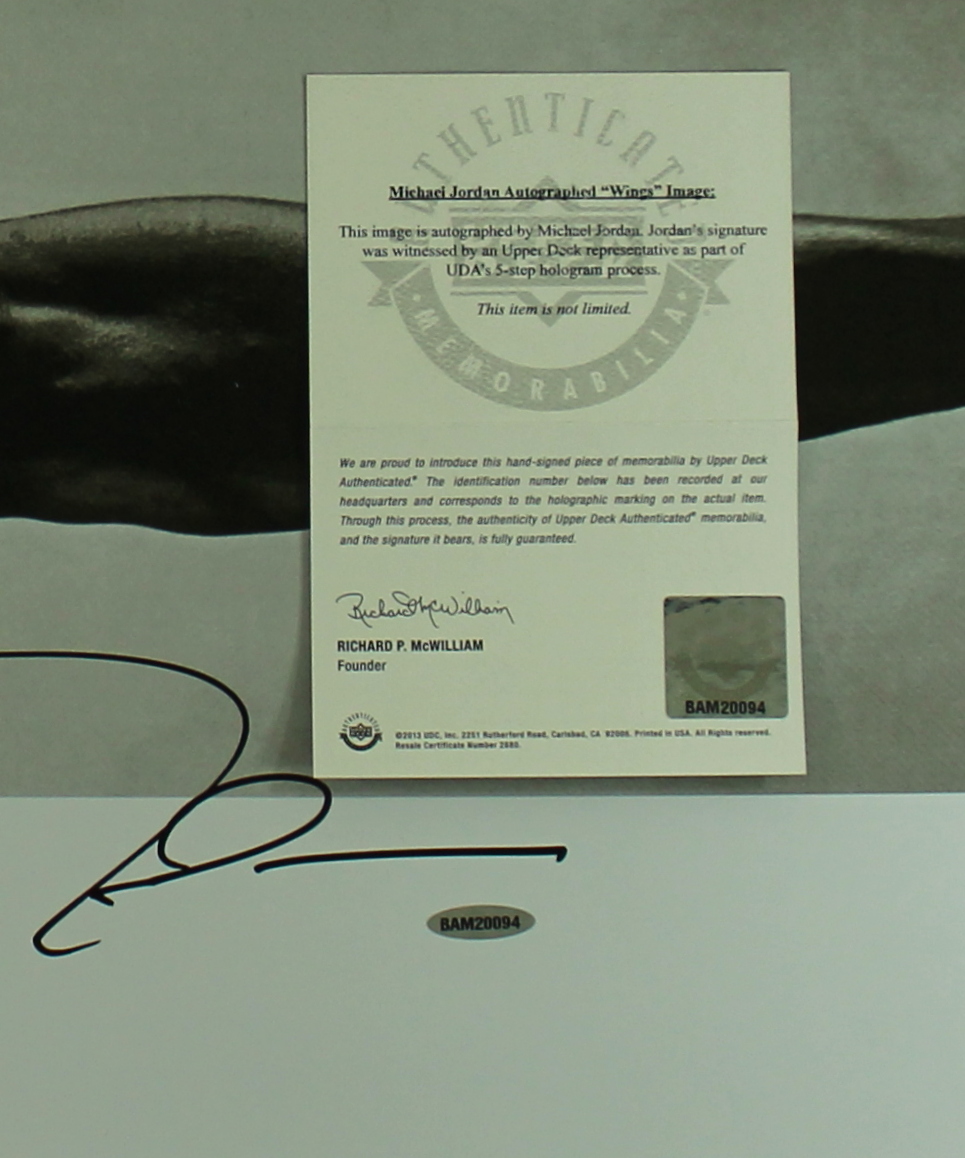 AUTHENTICATED
Michael Jordan Autographed “Wings” Image:
This image is autographed by Michael Jordan. Jordan's signature
was witnessed by an Upper Deck representative as part of
UDA's 5-step hologram process.
This item is not limited.
MEMORABILIA
We are proud to introduce this hand-signed piece of memorabilia by Upper Deck
Authenticated.® The identification number below has been recorded at our
headquarters and corresponds to the holographic marking on the actual item.
Through this process, the authenticity of Upper Deck Authenticated® memorabilia,
and the signature it bears, is fully guaranteed.
Richard McWilliam
RICHARD P. McWILLIAM
Founder
BAM20094
©2013 UDC, Inc. 2251 Rutherford Road, Carlsbad, CA 92008. Printed in USA. All Rights reserved.
Resale Certificate Number 2680.
BAM20094